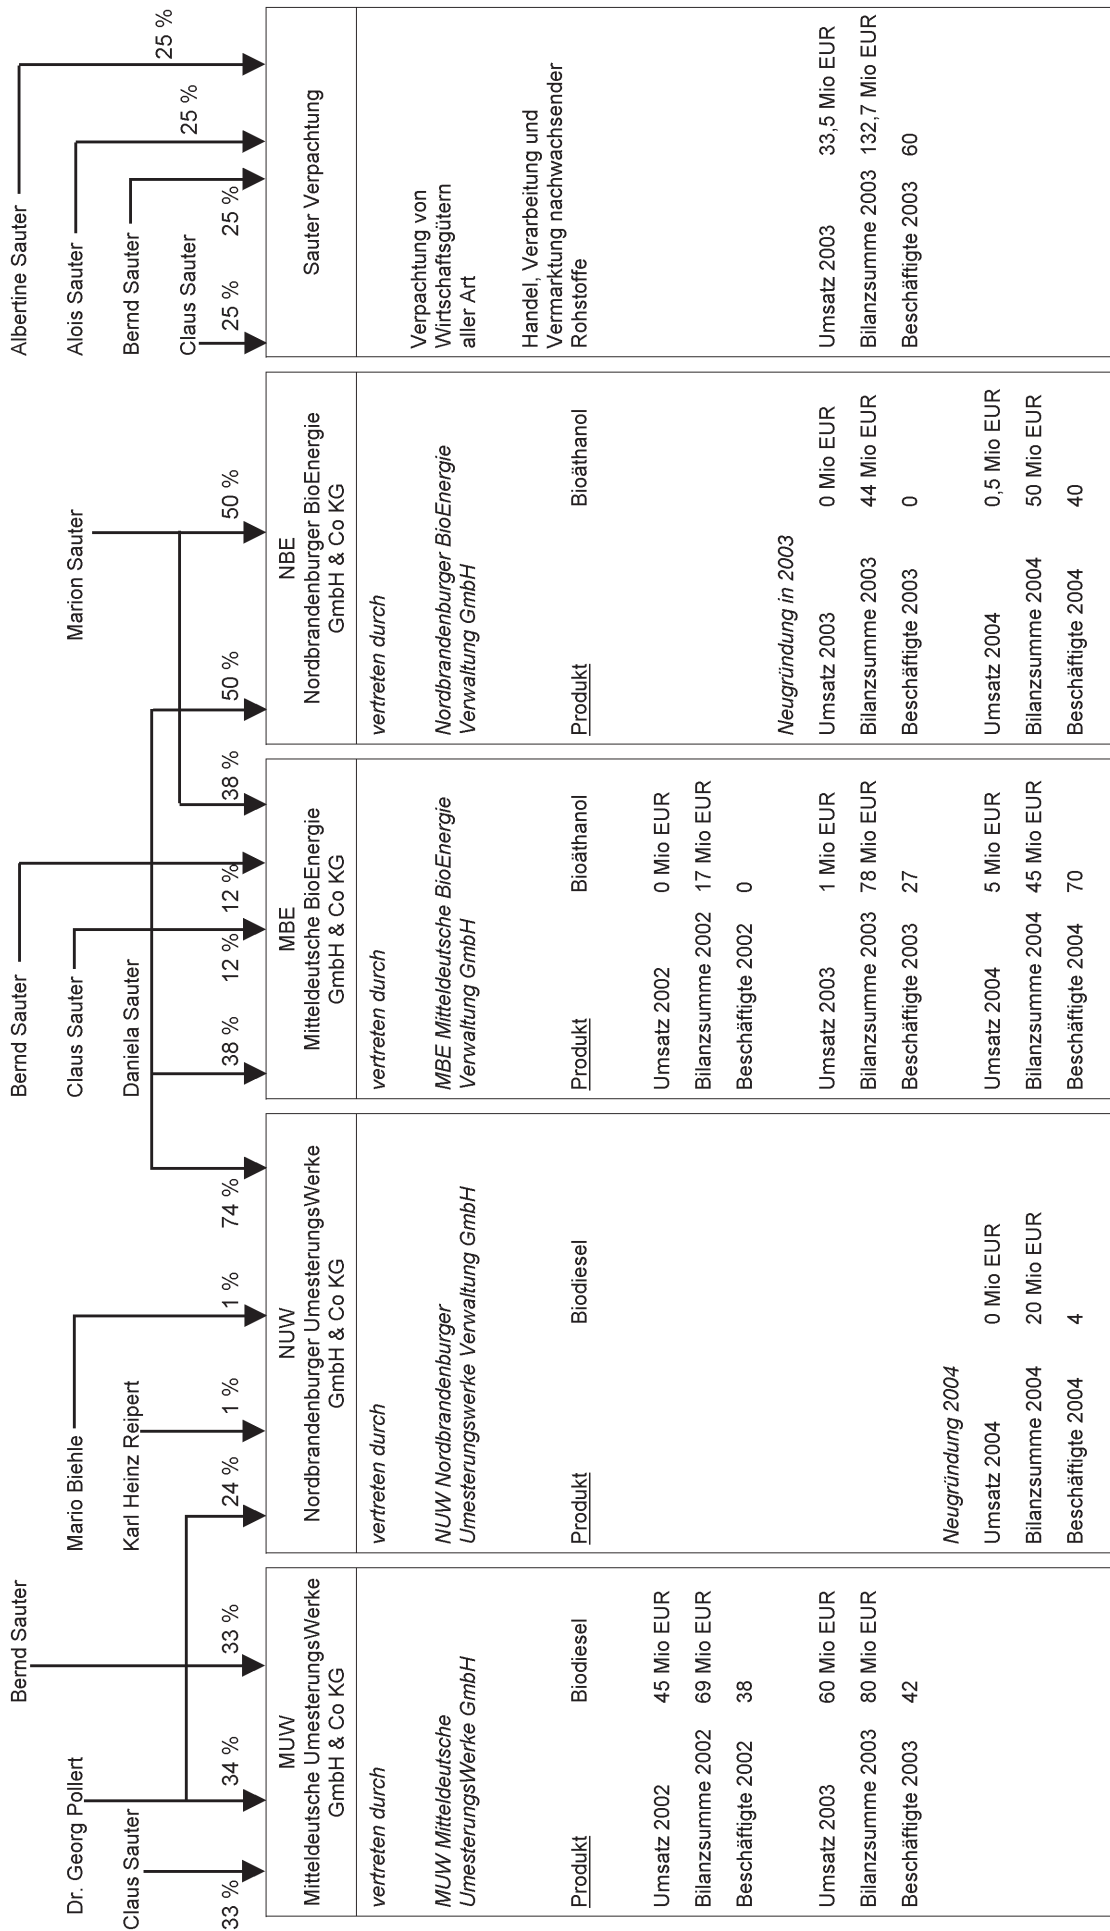 Bernd Sauter
Dr. Georg Pollert
Claus Sauter
33 %
34 %
33 %
MUW
Mitteldeutsche UmesterungsWerke
GmbH & Co KG
vertreten durch
MUW Mitteldeutsche
UmesterungsWerke GmbH
Produkt Biodiesel
Umsatz 2002 45 Mio EUR
Bilanzsumme 2002 69 Mio EUR
Beschäftigte 2002 38
Umsatz 2003 60 Mio EUR
Bilanzsumme 2003 80 Mio EUR
Beschäftigte 2003 42
Mario Biehle
Karl Heinz Reipert
24 %
1 %
1 %
74 %
NUW
Nordbrandenburger UmesterungsWerke
GmbH & Co KG
vertreten durch
NUW Nordbrandenburger
Umesterungswerke Verwaltung GmbH
Produkt Biodiesel
Neugründung 2004
Umsatz 2004 0 Mio EUR
Bilanzsumme 2004 20 Mio EUR
Beschäftigte 2004 4
Bernd Sauter
Claus Sauter
Daniela Sauter
38 %
12 %
12 %
38 %
MBE
Mitteldeutsche BioEnergie
GmbH & Co KG
vertreten durch
MBE Mitteldeutsche BioEnergie
Verwaltung GmbH
Produkt Bioäthanol
Umsatz 2002 0 Mio EUR
Bilanzsumme 2002 17 Mio EUR
Beschäftigte 2002 0
Umsatz 2003 1 Mio EUR
Bilanzsumme 2003 78 Mio EUR
Beschäftigte 2003 27
Umsatz 2004 5 Mio EUR
Bilanzsumme 2004 45 Mio EUR
Beschäftigte 2004 70
Marion Sauter
50 %
50 %
NBE
Nordbrandenburger BioEnergie
GmbH & Co KG
vertreten durch
Nordbrandenburger BioEnergie
Verwaltung GmbH
Produkt Bioäthanol
Neugründung in 2003
Umsatz 2003 0 Mio EUR
Bilanzsumme 2003 44 Mio EUR
Beschäftigte 2003 0
Umsatz 2004 0,5 Mio EUR
Bilanzsumme 2004 50 Mio EUR
Beschäftigte 2004 40
Albertine Sauter
Alois Sauter
Bernd Sauter
Claus Sauter
25 %
25 %
25 %
25 %
Sauter Verpachtung
Verpachtung von
Wirtschaftsgütern
aller Art
Handel, Verarbeitung und
Vermarktung nachwachsender
Rohstoffe
Umsatz 2003 33,5 Mio EUR
Bilanzsumme 2003 132,7 Mio EUR
Beschäftigte 2003 60